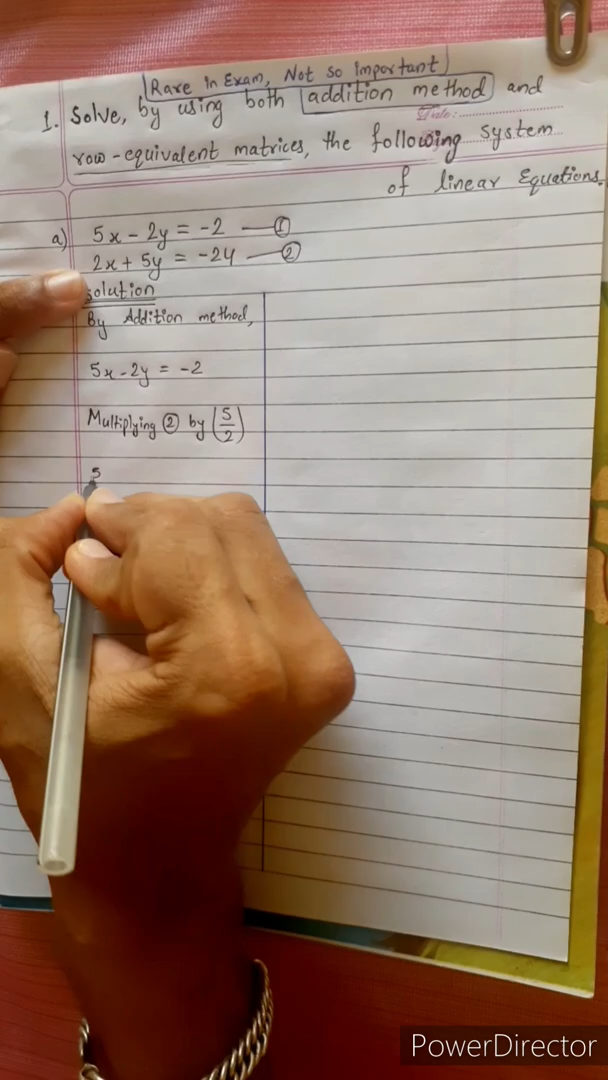 Rare in Exam, Not so important
1. Solve, by using both addition method and
Date:
row-equivalent matrices, the following system
of linear Equations.
a) 5x - 2y = -2 — ①
2x + 5y = -24 — ②
Solution
By Addition method,
5x - 2y = -2
Multiplying ② by (5/2)
5
PowerDirector